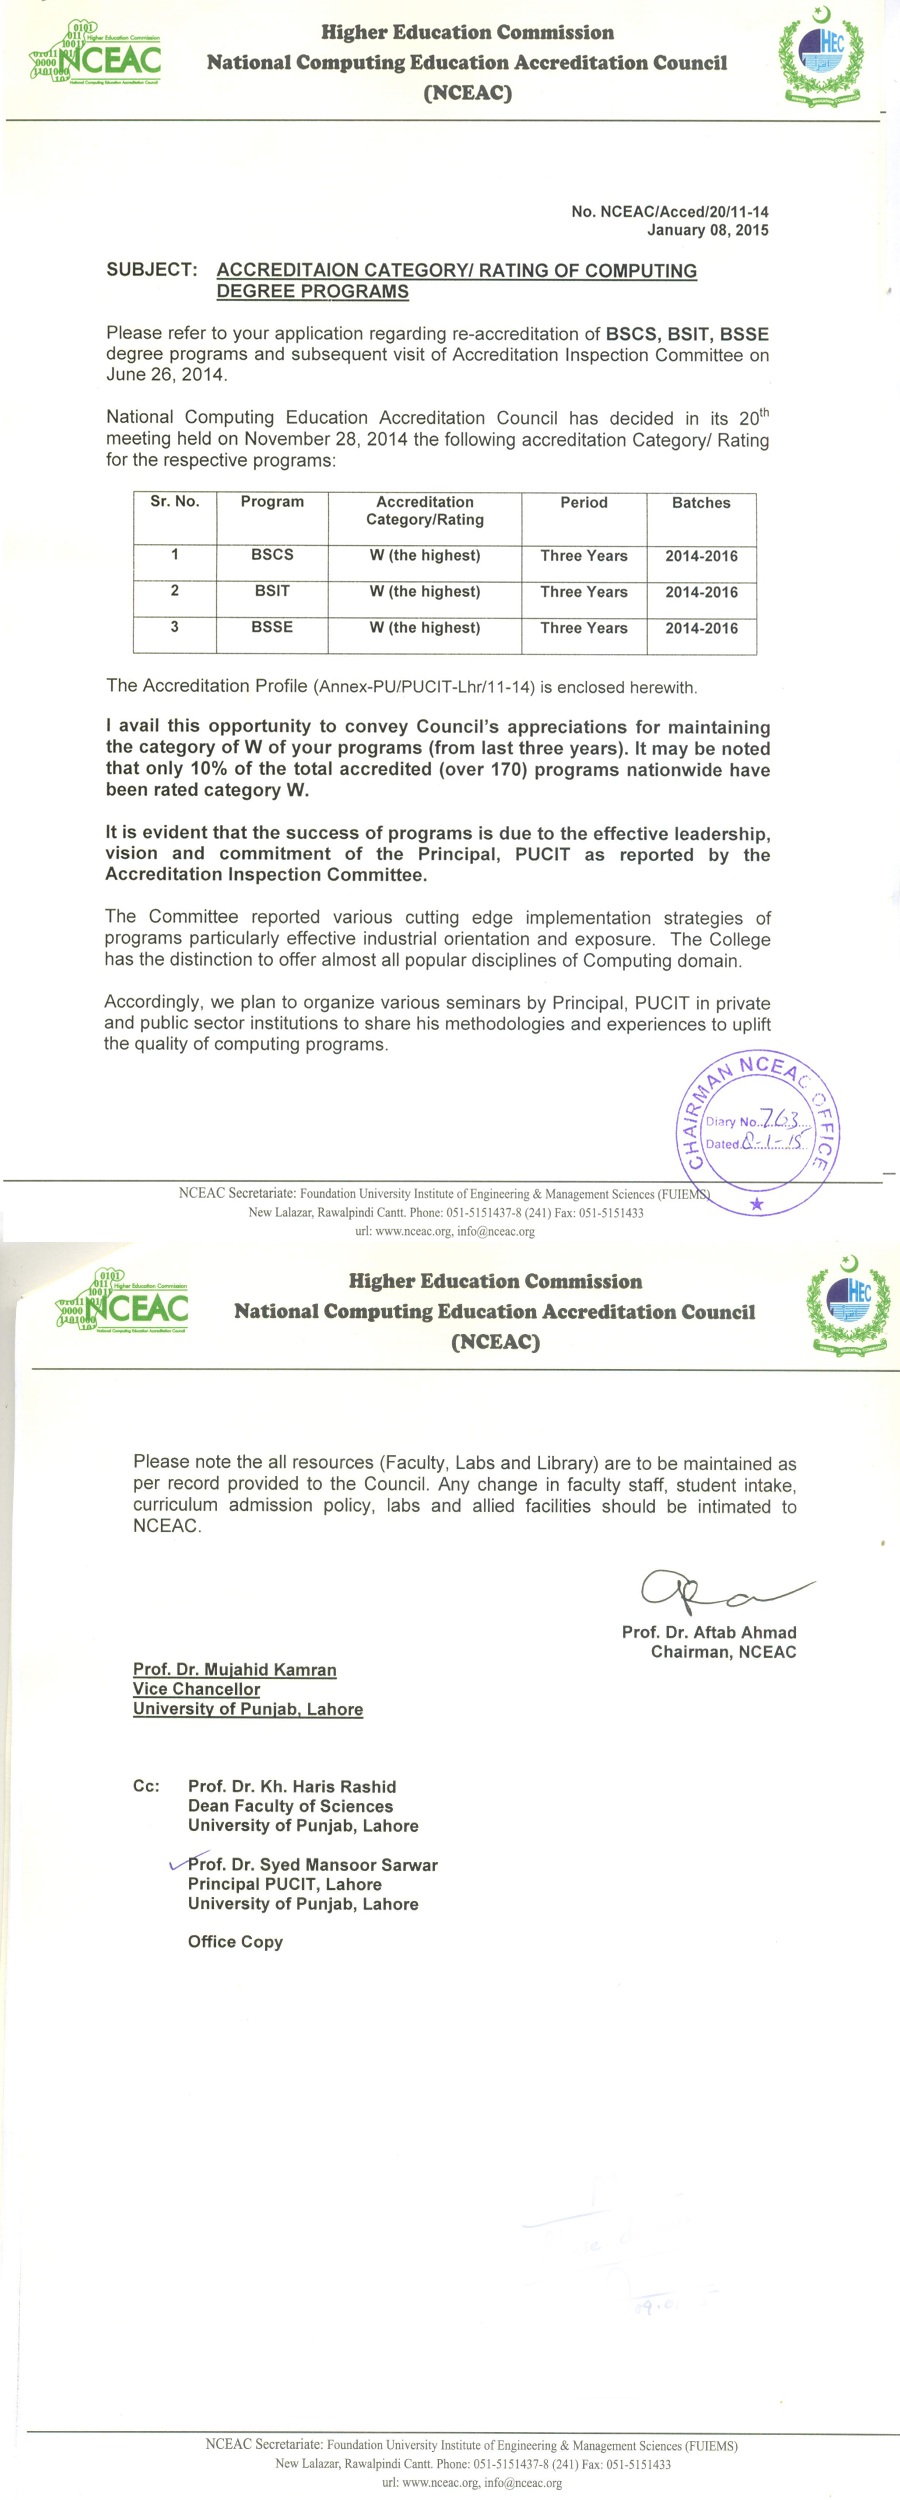 0101
011
1001
01011
0000
1101000
101
Higher Education Commission
NCEAC
National Computing Education Accreditation Council
Higher Education Commission
National Computing Education Accreditation Council
(NCEAC)
HEC
HIGHER EDUCATION COMMISSION
No. NCEAC/Acced/20/11-14
January 08, 2015
SUBJECT: ACCREDITAION CATEGORY/ RATING OF COMPUTING
DEGREE PROGRAMS
Please refer to your application regarding re-accreditation of BSCS, BSIT, BSSE
degree programs and subsequent visit of Accreditation Inspection Committee on
June 26, 2014.
National Computing Education Accreditation Council has decided in its 20th
meeting held on November 28, 2014 the following accreditation Category/ Rating
for the respective programs:
Sr. No. Program Accreditation Category/Rating Period Batches
1 BSCS W (the highest) Three Years 2014-2016
2 BSIT W (the highest) Three Years 2014-2016
3 BSSE W (the highest) Three Years 2014-2016
The Accreditation Profile (Annex-PU/PUCIT-Lhr/11-14) is enclosed herewith.
I avail this opportunity to convey Council's appreciations for maintaining
the category of W of your programs (from last three years). It may be noted
that only 10% of the total accredited (over 170) programs nationwide have
been rated category W.
It is evident that the success of programs is due to the effective leadership,
vision and commitment of the Principal, PUCIT as reported by the
Accreditation Inspection Committee.
The Committee reported various cutting edge implementation strategies of
programs particularly effective industrial orientation and exposure. The College
has the distinction to offer almost all popular disciplines of Computing domain.
Accordingly, we plan to organize various seminars by Principal, PUCIT in private
and public sector institutions to share his methodologies and experiences to uplift
the quality of computing programs.
CHAIRMAN NCEAC OFFICE
Diary No. 763
Dated. 8-1-15
NCEAC Secretariate: Foundation University Institute of Engineering & Management Sciences (FUIEMS)
New Lalazar, Rawalpindi Cantt. Phone: 051-5151437-8 (241) Fax: 051-5151433
url: www.nceac.org, info@nceac.org
0101
011
1001
01011
0000
1101000
101
Higher Education Commission
NCEAC
National Computing Education Accreditation Council
Higher Education Commission
National Computing Education Accreditation Council
(NCEAC)
HEC
HIGHER EDUCATION COMMISSION
Please note the all resources (Faculty, Labs and Library) are to be maintained as
per record provided to the Council. Any change in faculty staff, student intake,
curriculum admission policy, labs and allied facilities should be intimated to
NCEAC.
Prof. Dr. Aftab Ahmad
Chairman, NCEAC
Prof. Dr. Mujahid Kamran
Vice Chancellor
University of Punjab, Lahore
Cc: Prof. Dr. Kh. Haris Rashid
Dean Faculty of Sciences
University of Punjab, Lahore
Prof. Dr. Syed Mansoor Sarwar
Principal PUCIT, Lahore
University of Punjab, Lahore
Office Copy
NCEAC Secretariate: Foundation University Institute of Engineering & Management Sciences (FUIEMS)
New Lalazar, Rawalpindi Cantt. Phone: 051-5151437-8 (241) Fax: 051-5151433
url: www.nceac.org, info@nceac.org